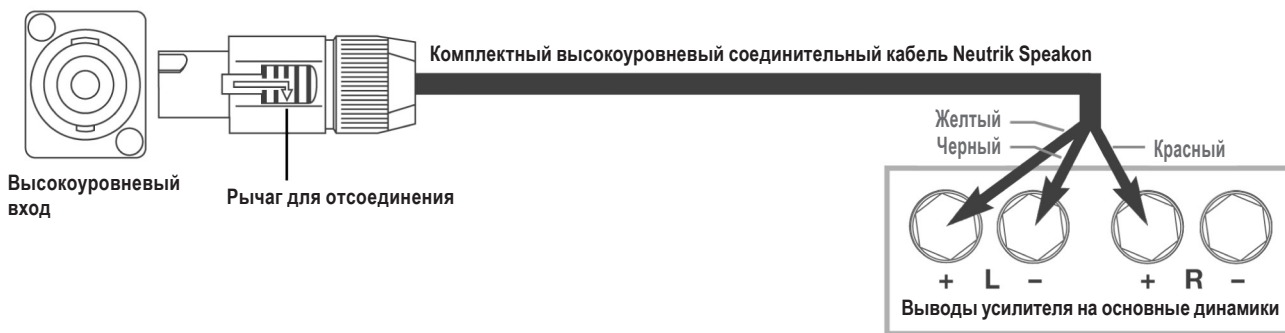 Комплектный высокоуровневый соединительный кабель Neutrik Speakon
Желтый
Черный
Красный
Высокоуровневый
вход
Рычаг для отсоединения
+ L − + R −
Выводы усилителя на основные динамики